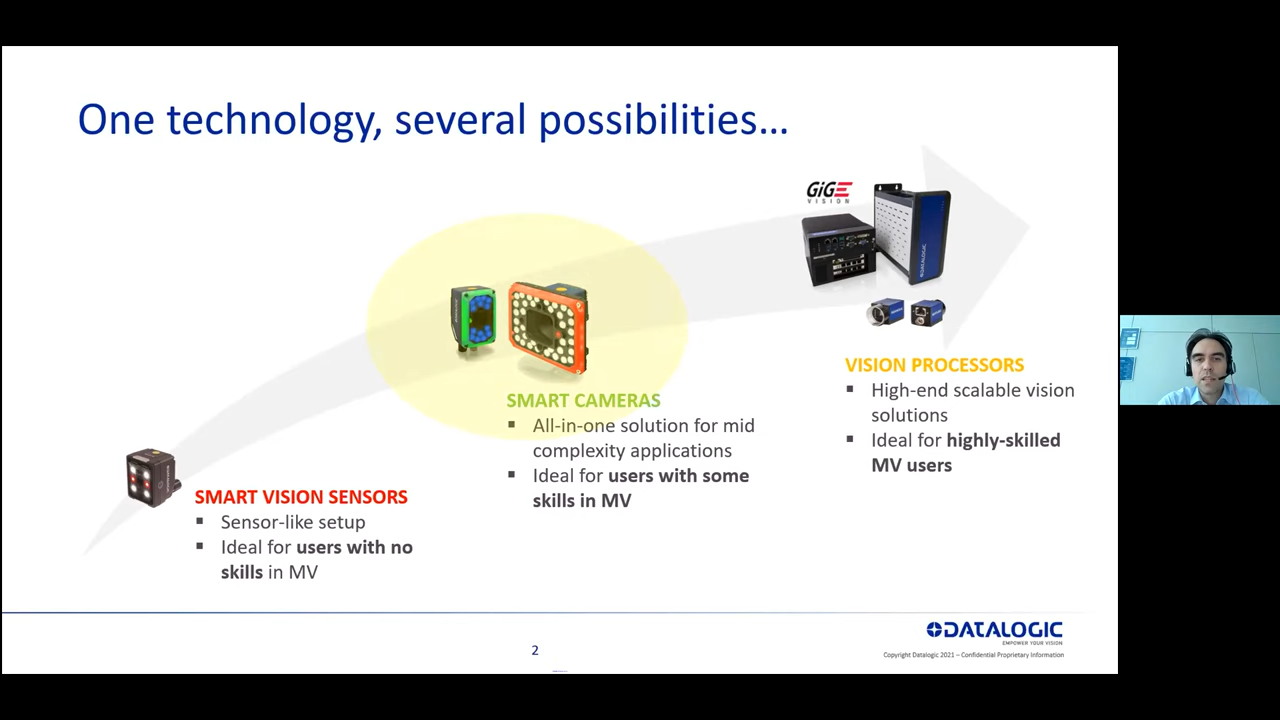 One technology, several possibilities…
GiGE
VISION
DATALOGIC
SMART CAMERAS
▪ All-in-one solution for mid
complexity applications
▪ Ideal for users with some
skills in MV
VISION PROCESSORS
▪ High-end scalable vision
solutions
▪ Ideal for highly-skilled
MV users
SMART VISION SENSORS
▪ Sensor-like setup
▪ Ideal for users with no
skills in MV
2
DATALOGIC
EMPOWER YOUR VISION
Copyright Datalogic 2021 – Confidential Proprietary Information